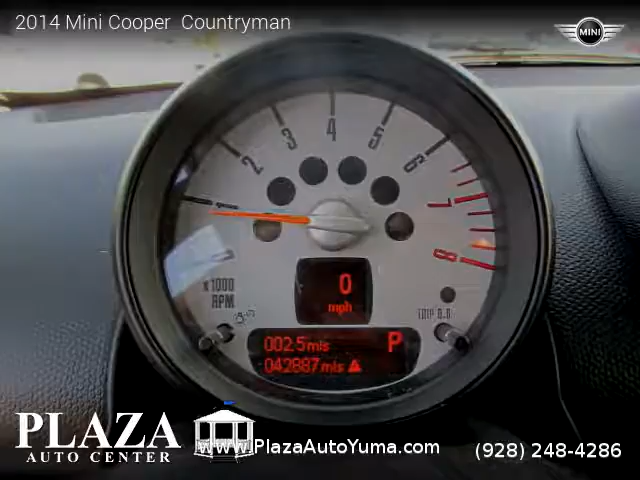 2014 Mini Cooper Countryman
MINI
1 2 3 4 5 6 7 8
x1000
RPM
0
mph
TRIP 0.0
002.5mls P
042887mls
PLAZA
AUTO CENTER
www.PlazaAutoYuma.com
(928) 248-4286